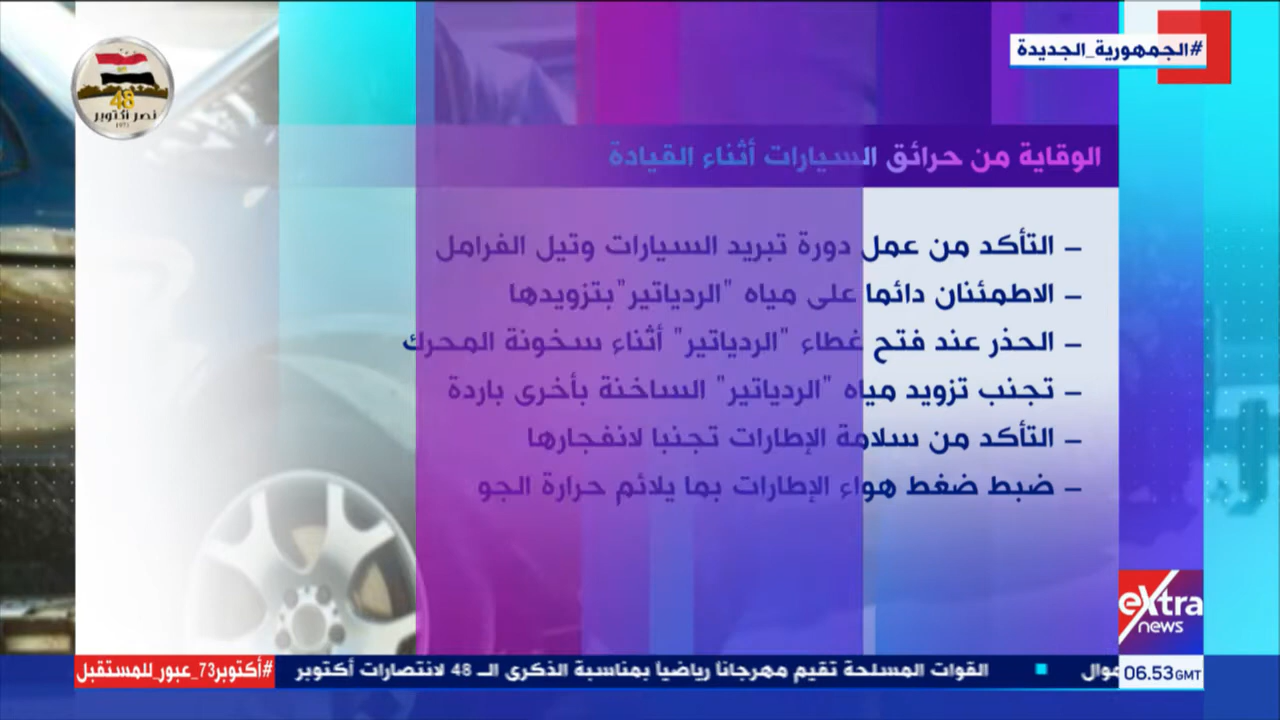 #الجمهورية_الجديدة
48
نصر أكتوبر
1973
الوقاية من حرائق السيارات أثناء القيادة
– التأكد من عمل دورة تبريد السيارات وتيل الفرامل
– الاطمئنان دائما على مياه "الردياتير"بتزويدها
– الحذر عند فتح غطاء "الردياتير" أثناء سخونة المحرك
– تجنب تزويد مياه "الردياتير" الساخنة بأخرى باردة
– التأكد من سلامة الإطارات تجنبا لانفجارها
– ضبط ضغط هواء الإطارات بما يلائم حرارة الجو
eXtra
news
06.53GMT
القوات المسلحة تقيم مهرجاناً رياضياً بمناسبة الذكرى الـ 48 لانتصارات أكتوبر
#أكتوبر73_عبور_للمستقبل